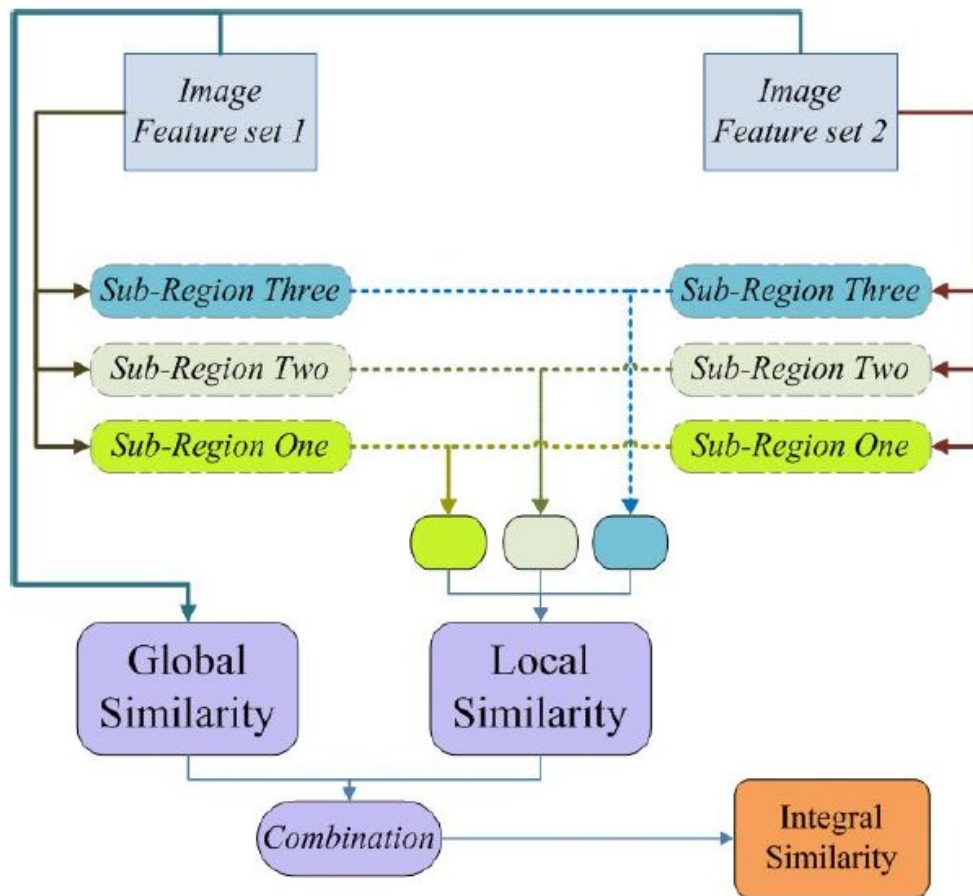 Image
Feature set 1
Image
Feature set 2
Sub-Region Three
Sub-Region Three
Sub-Region Two
Sub-Region Two
Sub-Region One
Sub-Region One
Global
Similarity
Local
Similarity
Combination
Integral
Similarity